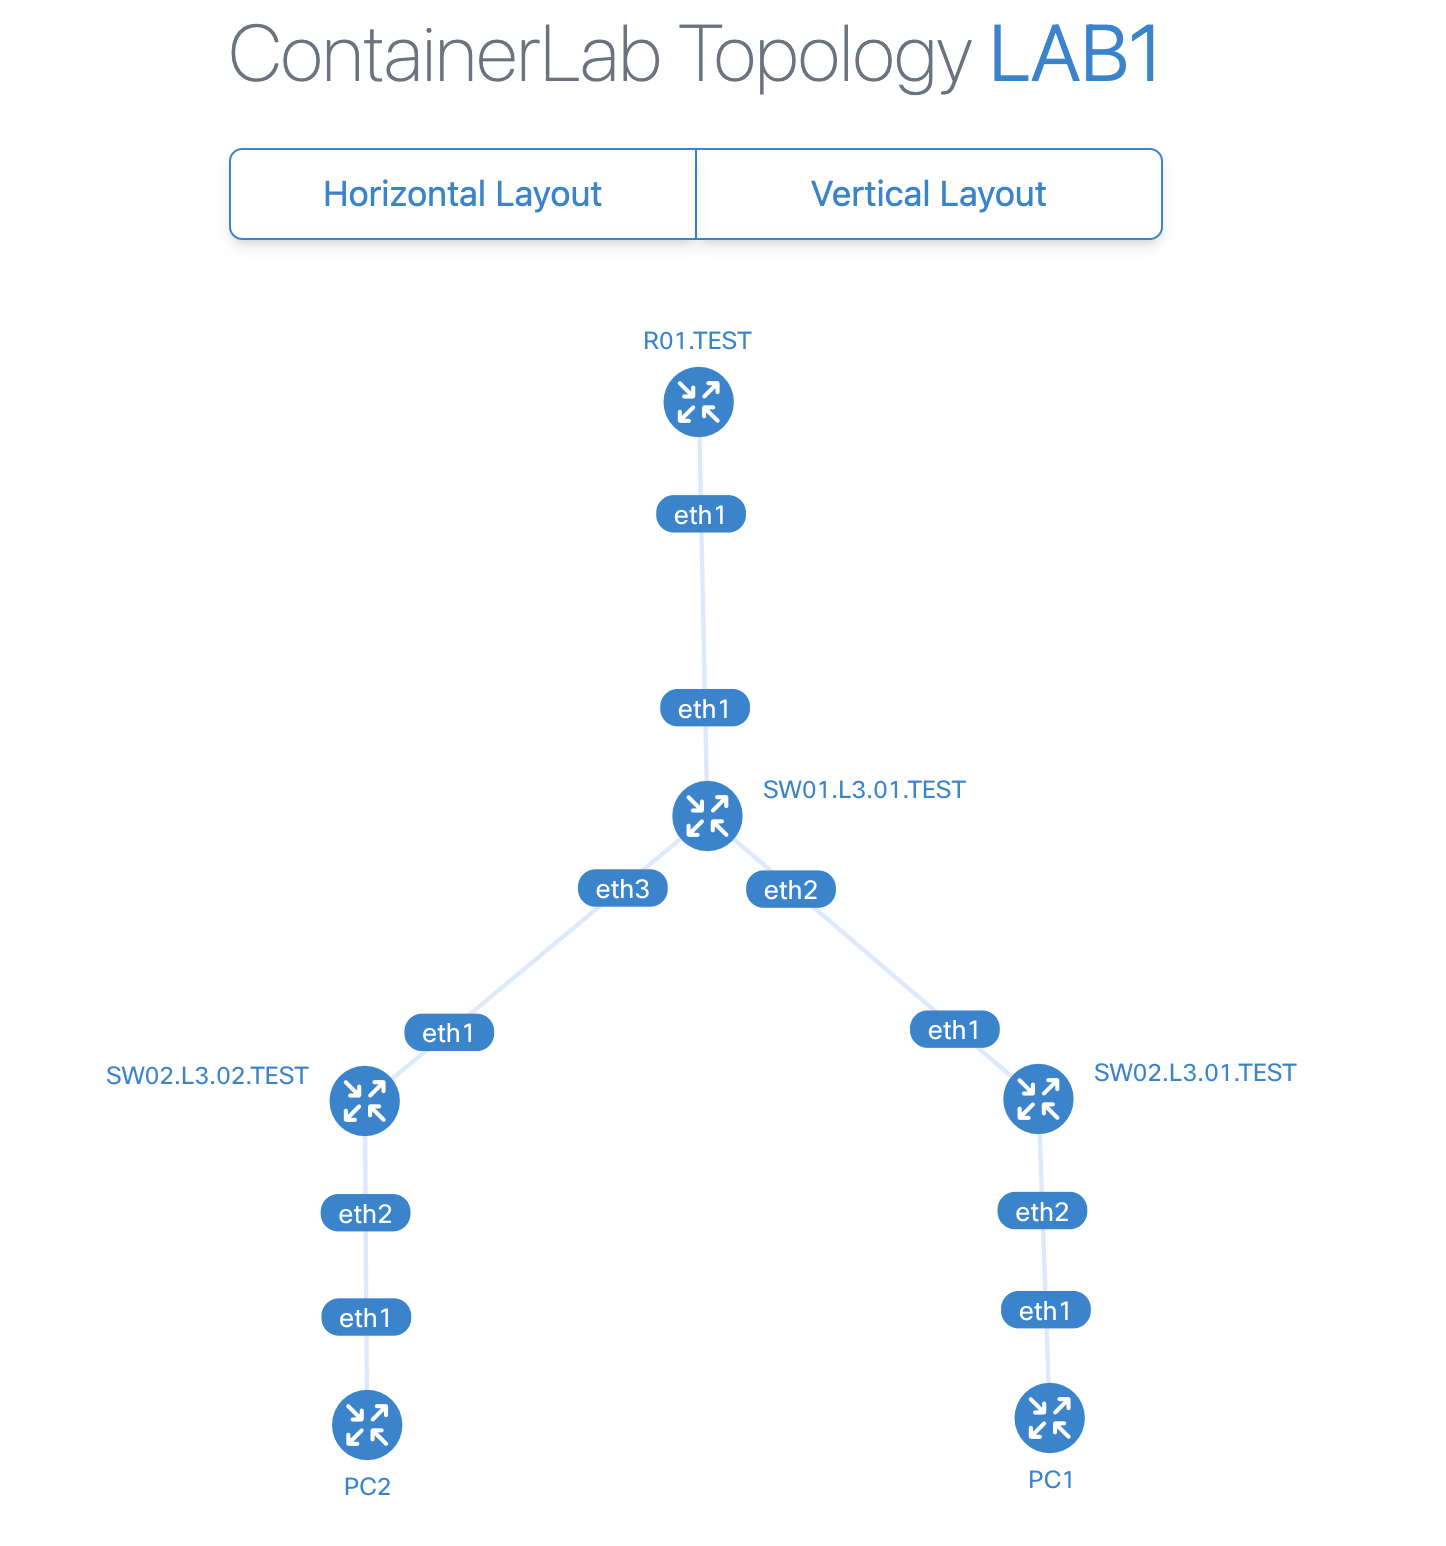 ContainerLab Topology LAB1
Horizontal Layout
Vertical Layout
R01.TEST
eth1
eth1
SW01.L3.01.TEST
eth3
eth2
eth1
eth1
SW02.L3.02.TEST
SW02.L3.01.TEST
eth2
eth2
eth1
eth1
PC2
PC1